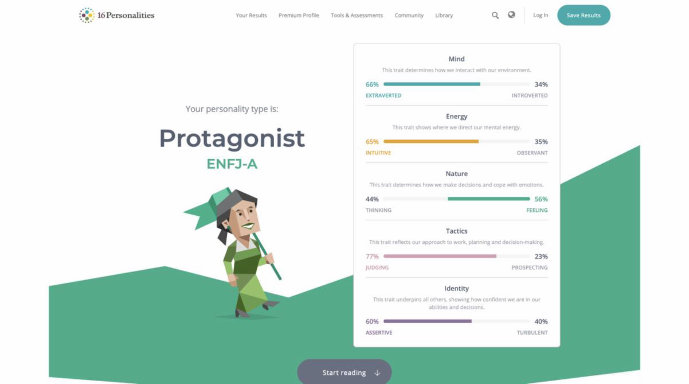 16Personalities
Your Results Premium Profile Tools & Assessments Community Library Log In Save Results
Your personality type is:
Protagonist
ENFJ-A
Mind
This trait determines how we interact with our environment.
66% 34%
EXTRAVERTED INTROVERTED
Energy
This trait shows where we direct our mental energy.
65% 35%
INTUITIVE OBSERVANT
Nature
This trait determines how we make decisions and cope with emotions.
44% 56%
THINKING FEELING
Tactics
This trait reflects our approach to work, planning and decision-making.
77% 23%
JUDGING PROSPECTING
Identity
This trait underpins all others, showing how confident we are in our
abilities and decisions.
60% 40%
ASSERTIVE TURBULENT
Start reading